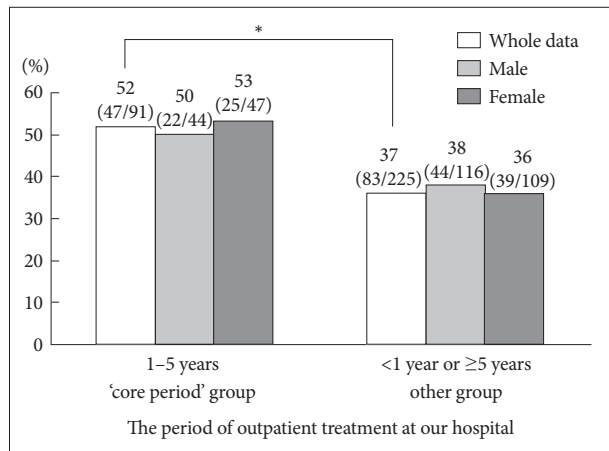 *
Whole data
Male
Female
(%)
60
50
40
30
20
10
0
52
(47/91)
50
(22/44)
53
(25/47)
37
(83/225)
38
(44/116)
36
(39/109)
1–5 years
‘core period’ group
<1 year or ≥5 years
other group
The period of outpatient treatment at our hospital